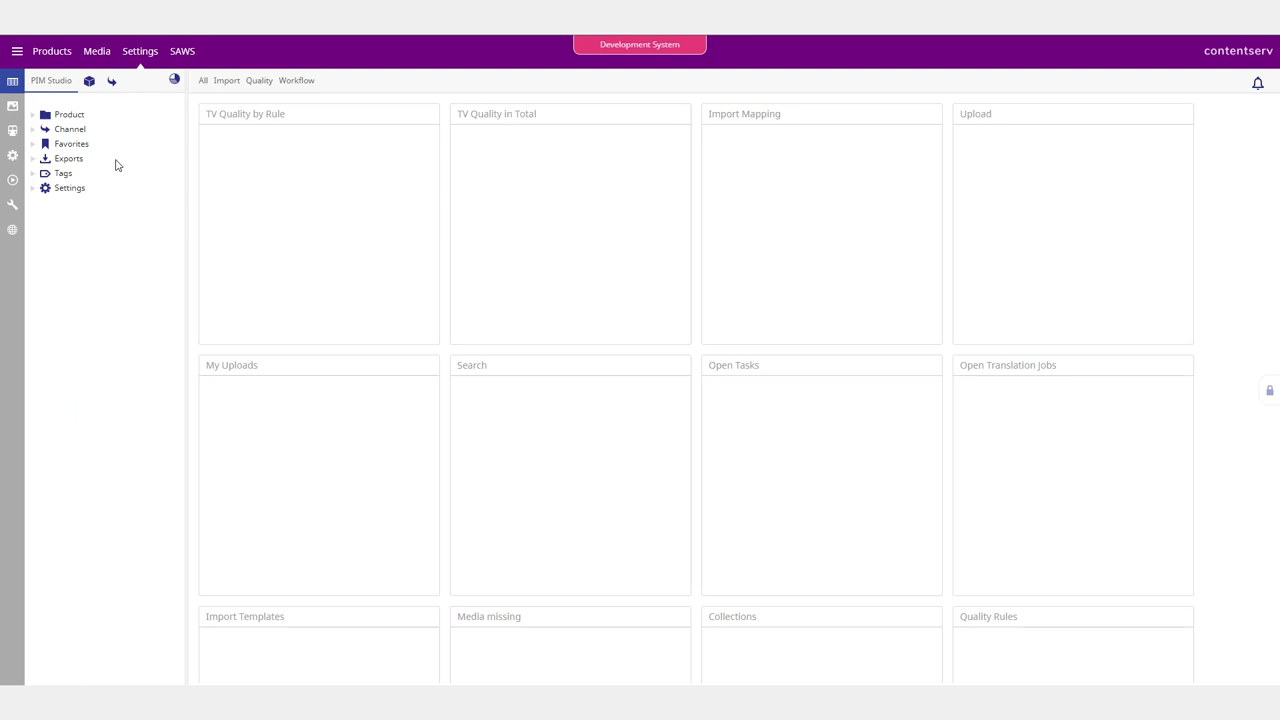 Development System
Products Media Settings SAWS
contentserv
PIM Studio
All Import Quality Workflow
Product
Channel
Favorites
Exports
Tags
Settings
TV Quality by Rule
TV Quality in Total
Import Mapping
Upload
My Uploads
Search
Open Tasks
Open Translation Jobs
Import Templates
Media missing
Collections
Quality Rules